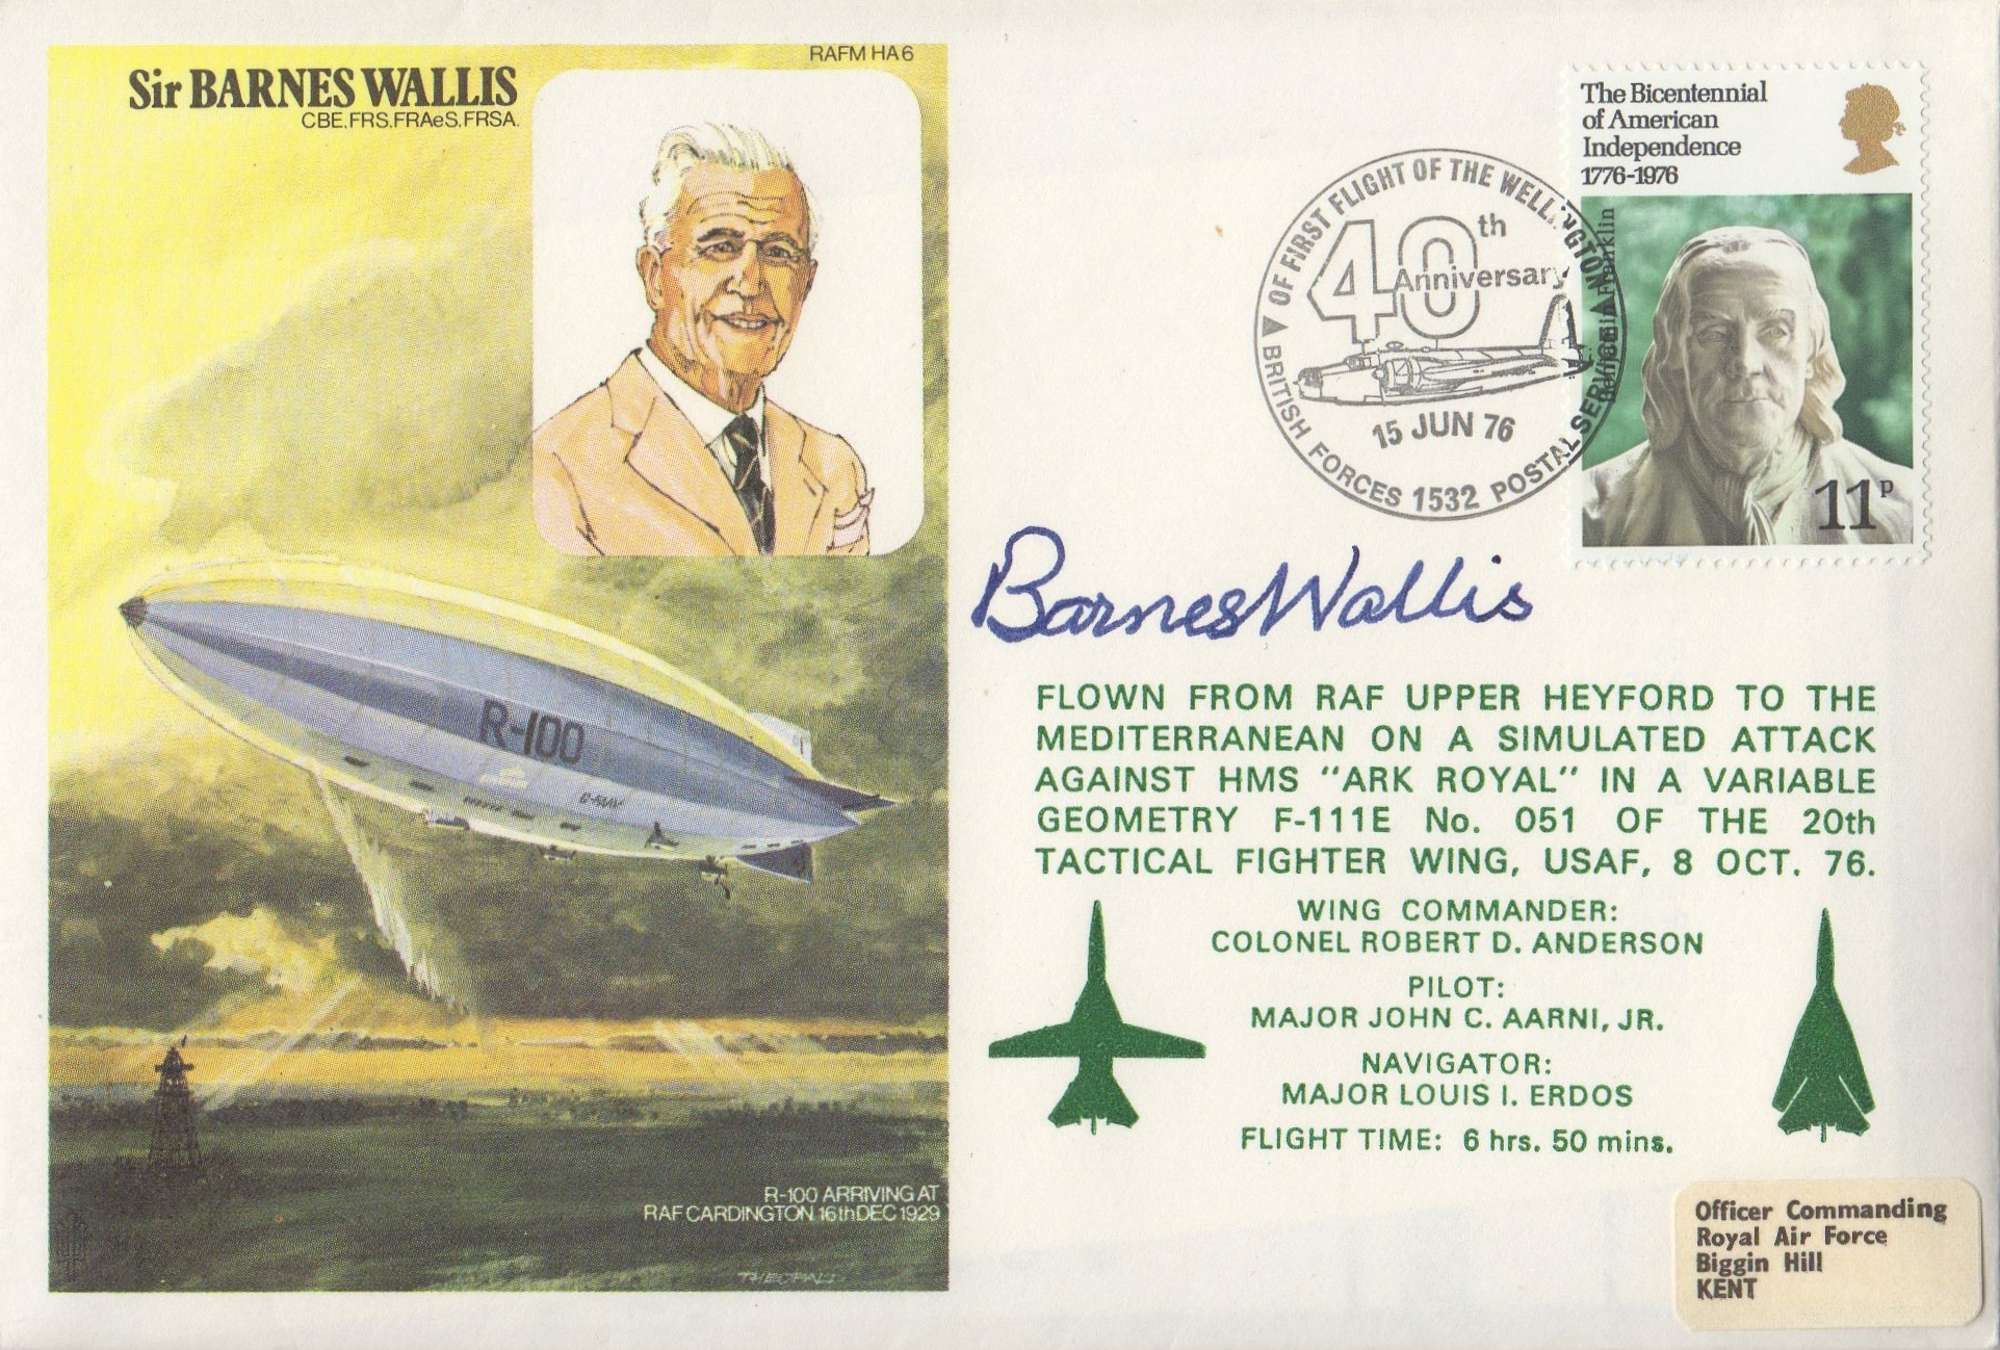 RAFM HA6
Sir BARNES WALLIS
CBE.FRS.FRAeS.FRSA.
R-100
R-100 ARRIVING AT
RAF CARDINGTON 16th DEC 1929
The Bicentennial
of American
Independence
1776-1976
Benjamin Franklin
11P
OF FIRST FLIGHT OF THE WELLINGTON
40th
Anniversary
15 JUN 76
BRITISH FORCES 1532 POSTAL SERVICE
Barnes Wallis
FLOWN FROM RAF UPPER HEYFORD TO THE
MEDITERRANEAN ON A SIMULATED ATTACK
AGAINST HMS "ARK ROYAL" IN A VARIABLE
GEOMETRY F-111E No. 051 OF THE 20th
TACTICAL FIGHTER WING, USAF, 8 OCT. 76.
WING COMMANDER:
COLONEL ROBERT D. ANDERSON
PILOT:
MAJOR JOHN C. AARNI, JR.
NAVIGATOR:
MAJOR LOUIS I. ERDOS
FLIGHT TIME: 6 hrs. 50 mins.
Officer Commanding
Royal Air Force
Biggin Hill
KENT